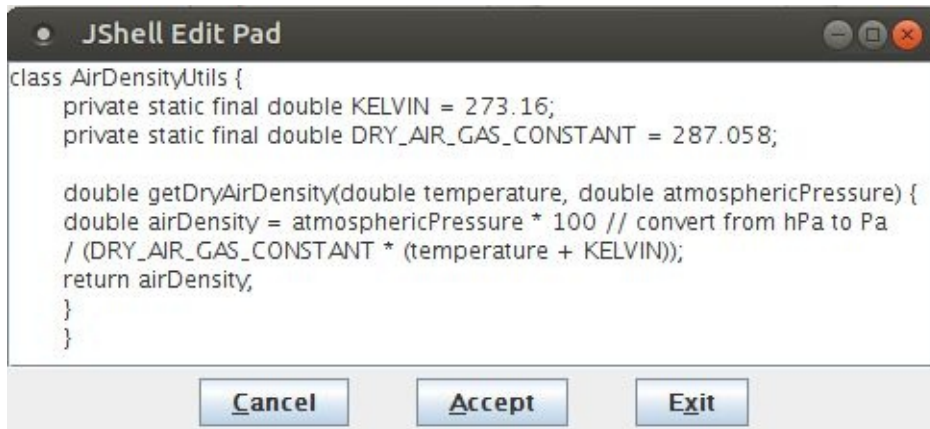 JShell Edit Pad
class AirDensityUtils {
private static final double KELVIN = 273.16;
private static final double DRY_AIR_GAS_CONSTANT = 287.058;
double getDryAirDensity(double temperature, double atmosphericPressure) {
double airDensity = atmosphericPressure * 100 // convert from hPa to Pa
/ (DRY_AIR_GAS_CONSTANT * (temperature + KELVIN));
return airDensity;
}
}
Cancel Accept Exit